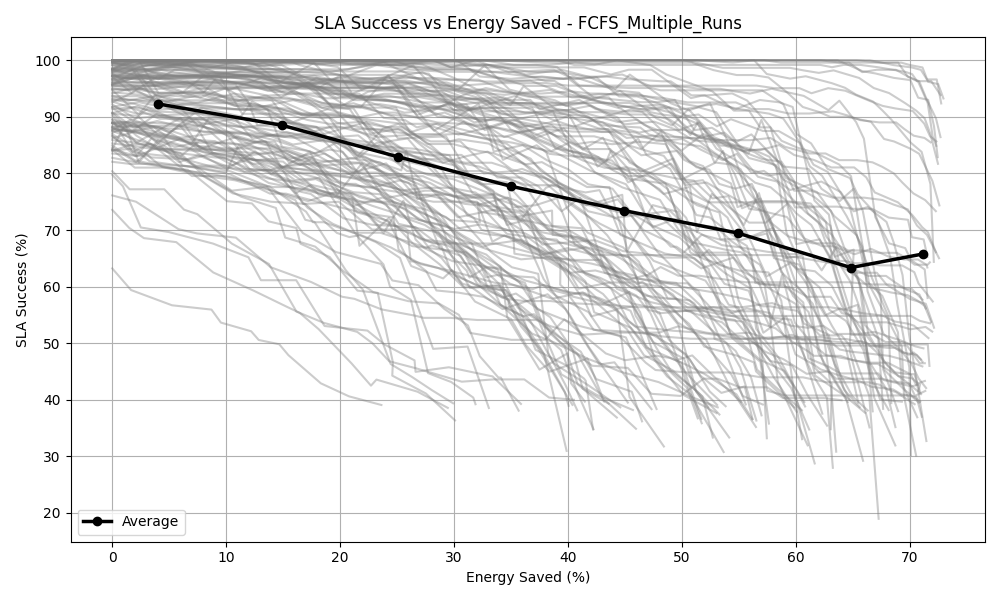 SLA Success vs Energy Saved - FCFS_Multiple_Runs
SLA Success (%)
100
90
80
70
60
50
40
30
20
Average
0 10 20 30 40 50 60 70
Energy Saved (%)